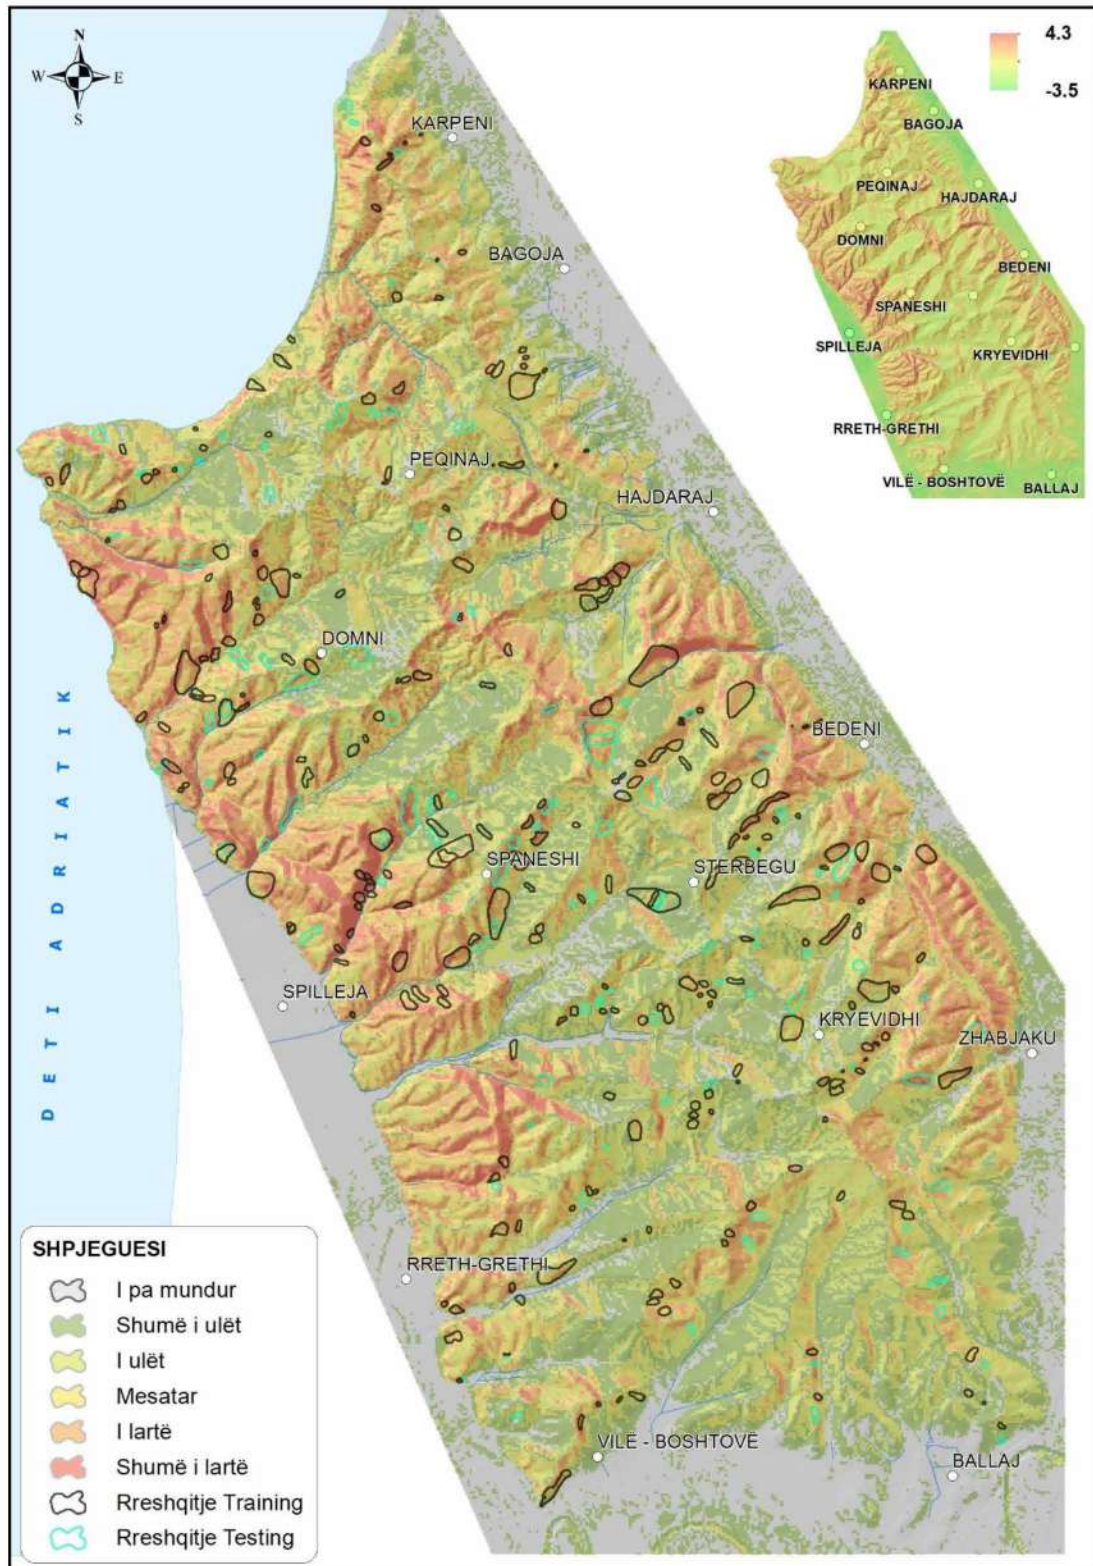 N
W E
S
4.3
-3.5
KARPENI
BAGOJA
PEQINAJ
HAJDARAJ
DOMNI
BEDENI
SPANESHI
SPILLEJA
KRYEVIDHI
RRETH-GRETHI
VILË - BOSHTOVË
BALLAJ
KARPENI
BAGOJA
PEQINAJ
HAJDARAJ
DOMNI
BEDENI
SPANESHI
STERBEGU
SPILLEJA
KRYEVIDHI
ZHABJAKU
RRETH-GRETHI
VILË - BOSHTOVË
BALLAJ
DETI ADRIATIK
SHPJEGUESI
I pa mundur
Shumë i ulët
I ulët
Mesatar
I lartë
Shumë i lartë
Rreshqitje Training
Rreshqitje Testing